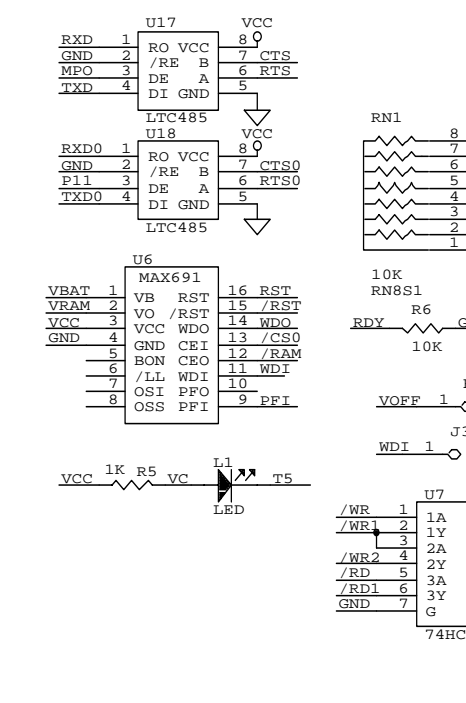 U17 VCC
RXD 1 RO VCC 8
GND 2 /RE B 7 CTS
MPO 3 DE A 6 RTS
TXD 4 DI GND 5
LTC485
U18 VCC
RXD0 1 RO VCC 8
GND 2 /RE B 7 CTS0
P11 3 DE A 6 RTS0
TXD0 4 DI GND 5
LTC485
U6
MAX691
VBAT 1 VB RST 16 RST
VRAM 2 VO /RST 15 /RST
VCC 3 VCC WDO 14 WDO
GND 4 GND CEI 13 /CS0
5 BON CEO 12 /RAM
6 /LL WDI 11 WDI
7 OSI PFO 10
8 OSS PFI 9 PFI
VCC 1K R5 VC L1 T5
LED
RN1
8
7
6
5
4
3
2
1
10K
RN8S1
R6
RDY
10K
VOFF 1
J3
WDI 1
U7
/WR 1 1A
/WR1 2 1Y
3 2A
/WR2 4 2Y
/RD 5 3A
/RD1 6 3Y
GND 7 G
74HC